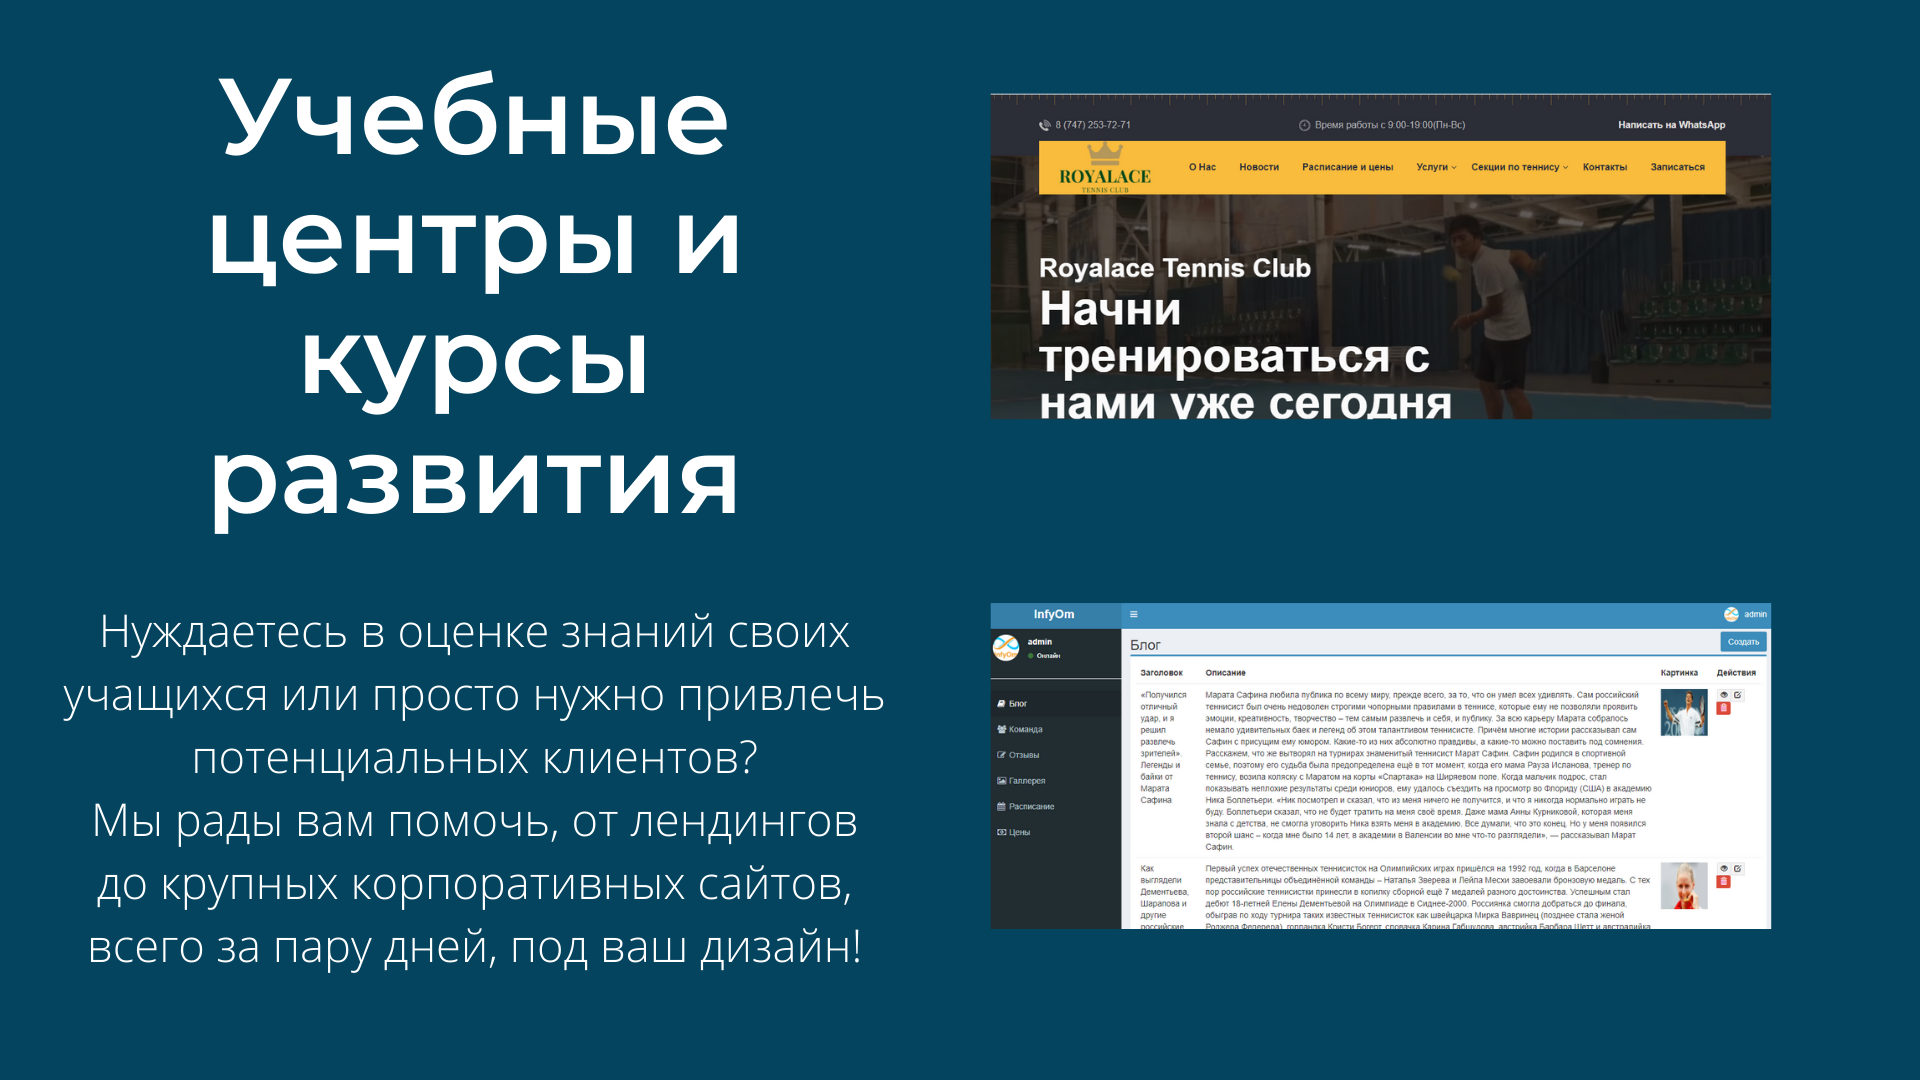 Учебные
центры и
курсы
развития
Нуждаетесь в оценке знаний своих
учащихся или просто нужно привлечь
потенциальных клиентов?
Мы рады вам помочь, от лендингов
до крупных корпоративных сайтов,
всего за пару дней, под ваш дизайн!
8 (747) 253-72-71
Время работы с 9:00-19:00(Пн-Вс)
Написать на WhatsApp
ROYALACE
TENNIS CLUB
О Нас
Новости
Расписание и цены
Услуги
Секции по теннису
Контакты
Записаться
Royalace Tennis Club
Начни
тренироваться с
нами уже сегодня
InfyOm
admin
admin
Онлайн
Блог
Команда
Отзывы
Галлерея
Расписание
Цены
Блог
Создать
Заголовок
Описание
Картинка
Действия
«Получился
отличный
удар, и я
решил
развлечь
зрителей».
Легенды и
байки от
Марата
Сафина
Марата Сафина любила публика по всему миру, прежде всего, за то, что он умел всех удивлять. Сам российский
теннисист был очень недоволен строгими чопорными правилами в теннисе, которые ему не позволяли проявить
эмоции, креативность, творчество – тем самым развлечь и себя, и публику. За всю карьеру Марата собралось
немало удивительных баек и легенд об этом талантливом теннисисте. Причём многие истории рассказывал сам
Сафин с присущим ему юмором. Какие-то из них абсолютно правдивы, а какие-то можно поставить под сомнения.
Расскажем, что же вытворял на турнирах знаменитый теннисист Марат Сафин. Сафин родился в спортивной
семье, поэтому его судьба была предопределена ещё в тот момент, когда его мама Рауза Исланова, тренер по
теннису, возила коляску с Маратом на корты «Спартака» на Ширяевом поле. Когда мальчик подрос, стал
показывать неплохие результаты среди юниоров, ему удалось съездить на просмотр во Флориду (США) в академию
Ника Боллетьери. «Ник посмотрел и сказал, что из меня ничего не получится, и что я никогда нормально играть не
буду. Боллетьери сказал, что не будет тратить на меня своё время. Даже мама Анны Курниковой, которая меня
знала с детства, не смогла уговорить Ника взять меня в академию. Все думали, что это конец. Но у меня появился
второй шанс – когда мне было 14 лет, в академии в Валенсии во мне что-то разглядели», — рассказывал Марат
Сафин.
Как
выглядели
Дементьева,
Шарапова и
другие
российские
Первый успех отечественных теннисисток на Олимпийских играх пришёлся на 1992 год, когда в Барселоне
представительницы объединённой команды – Наталья Зверева и Лейла Месхи завоевали бронзовую медаль. С тех
пор российские теннисистки принесли в копилку сборной ещё 7 медалей разного достоинства. Успешным стал
дебют 18-летней Елены Дементьевой на Олимпиаде в Сиднее-2000. Россиянка смогла добраться до финала,
обыграв по ходу турнира таких известных теннисисток как швейцарка Мирка Вавринец (позднее стала женой
Роджера Федерера), голландка Кристи Богерт, словачка Карина Габшудова, австрийка Барбара Шетт и австралийка